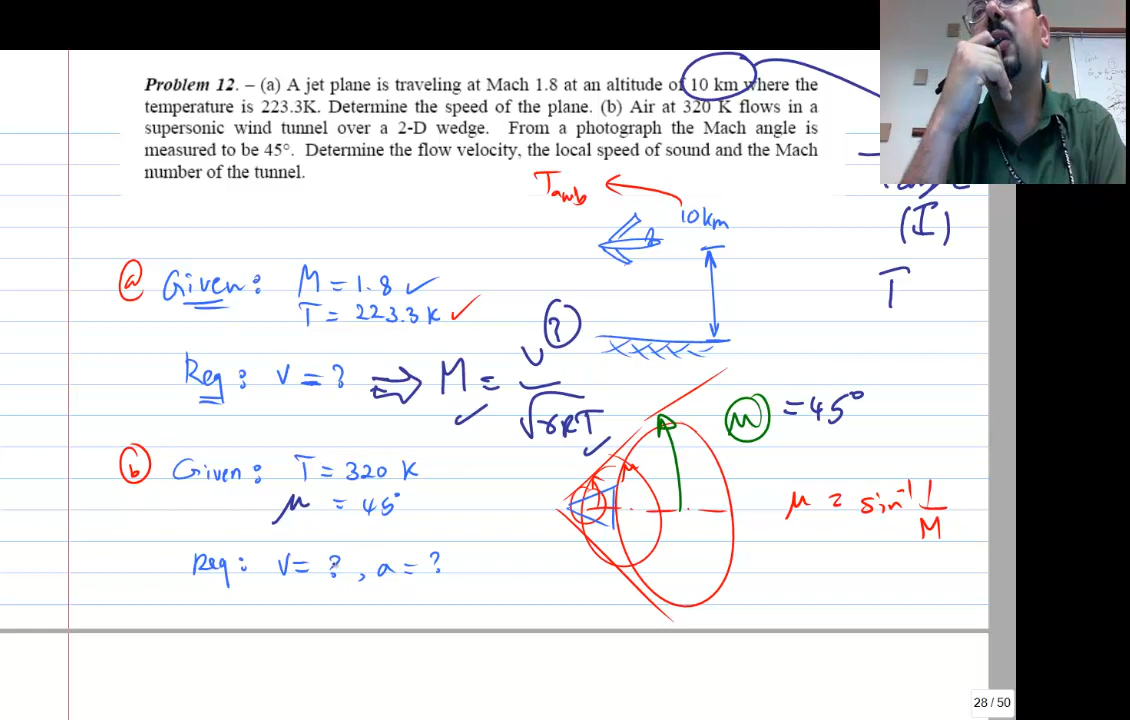 Problem 12. – (a) A jet plane is traveling at Mach 1.8 at an altitude of 10 km where the
temperature is 223.3K. Determine the speed of the plane. (b) Air at 320 K flows in a
supersonic wind tunnel over a 2-D wedge. From a photograph the Mach angle is
measured to be 45°. Determine the flow velocity, the local speed of sound and the Mach
number of the tunnel.
Tamb
10 km
(I)
T
(a) Given: M = 1.8 ✓
T = 223.3 K ✓
Req: V = ? ⇒ M = V ? / √γRT
μ = 45°
(b) Given: T = 320 K
μ = 45°
μ
μ = sin⁻¹ 1/M
Req: V = ?, a = ?
28 / 50